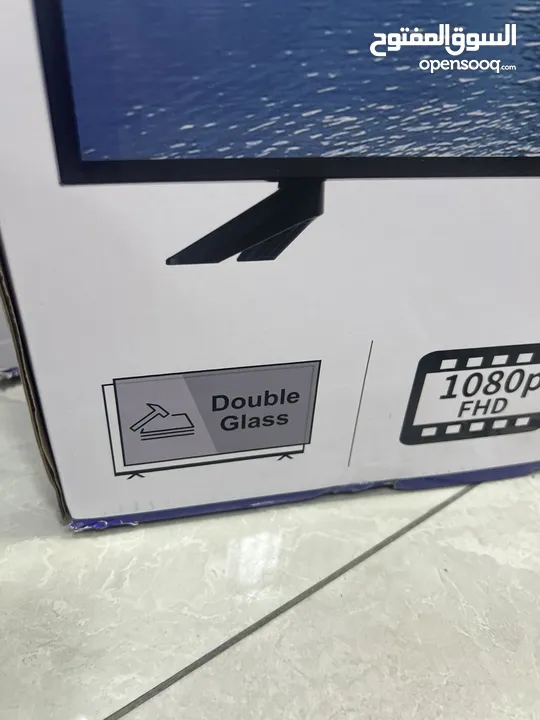 السوق المفتوح
opensooq.com
Double
Glass
1080p
FHD